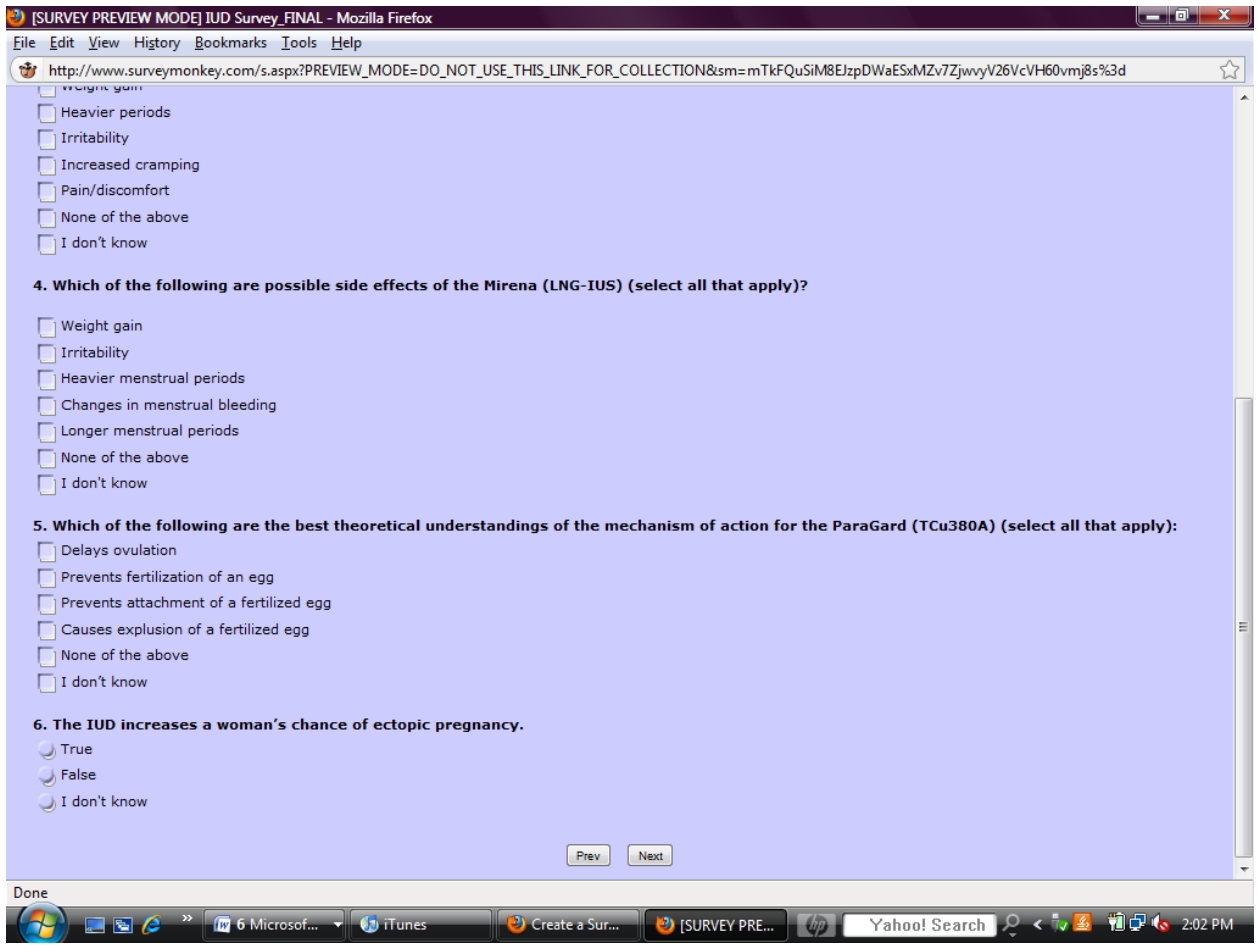 [SURVEY PREVIEW MODE] IUD Survey_FINAL - Mozilla Firefox
File Edit View History Bookmarks Tools Help
http://www.surveymonkey.com/s.aspx?PREVIEW_MODE=DO_NOT_USE_THIS_LINK_FOR_COLLECTION&sm=mTkFQuSiM8EJzpDWaESxMZv7ZjwvyV26VcVH60vmj8s%3d
Weight gain
Heavier periods
Irritability
Increased cramping
Pain/discomfort
None of the above
I don't know
4. Which of the following are possible side effects of the Mirena (LNG-IUS) (select all that apply)?
Weight gain
Irritability
Heavier menstrual periods
Changes in menstrual bleeding
Longer menstrual periods
None of the above
I don't know
5. Which of the following are the best theoretical understandings of the mechanism of action for the ParaGard (TCu380A) (select all that apply):
Delays ovulation
Prevents fertilization of an egg
Prevents attachment of a fertilized egg
Causes explusion of a fertilized egg
None of the above
I don't know
6. The IUD increases a woman's chance of ectopic pregnancy.
True
False
I don't know
Prev Next
Done
» 6 Microsof... iTunes Create a Sur... [SURVEY PRE... hp Yahoo! Search < 2:02 PM